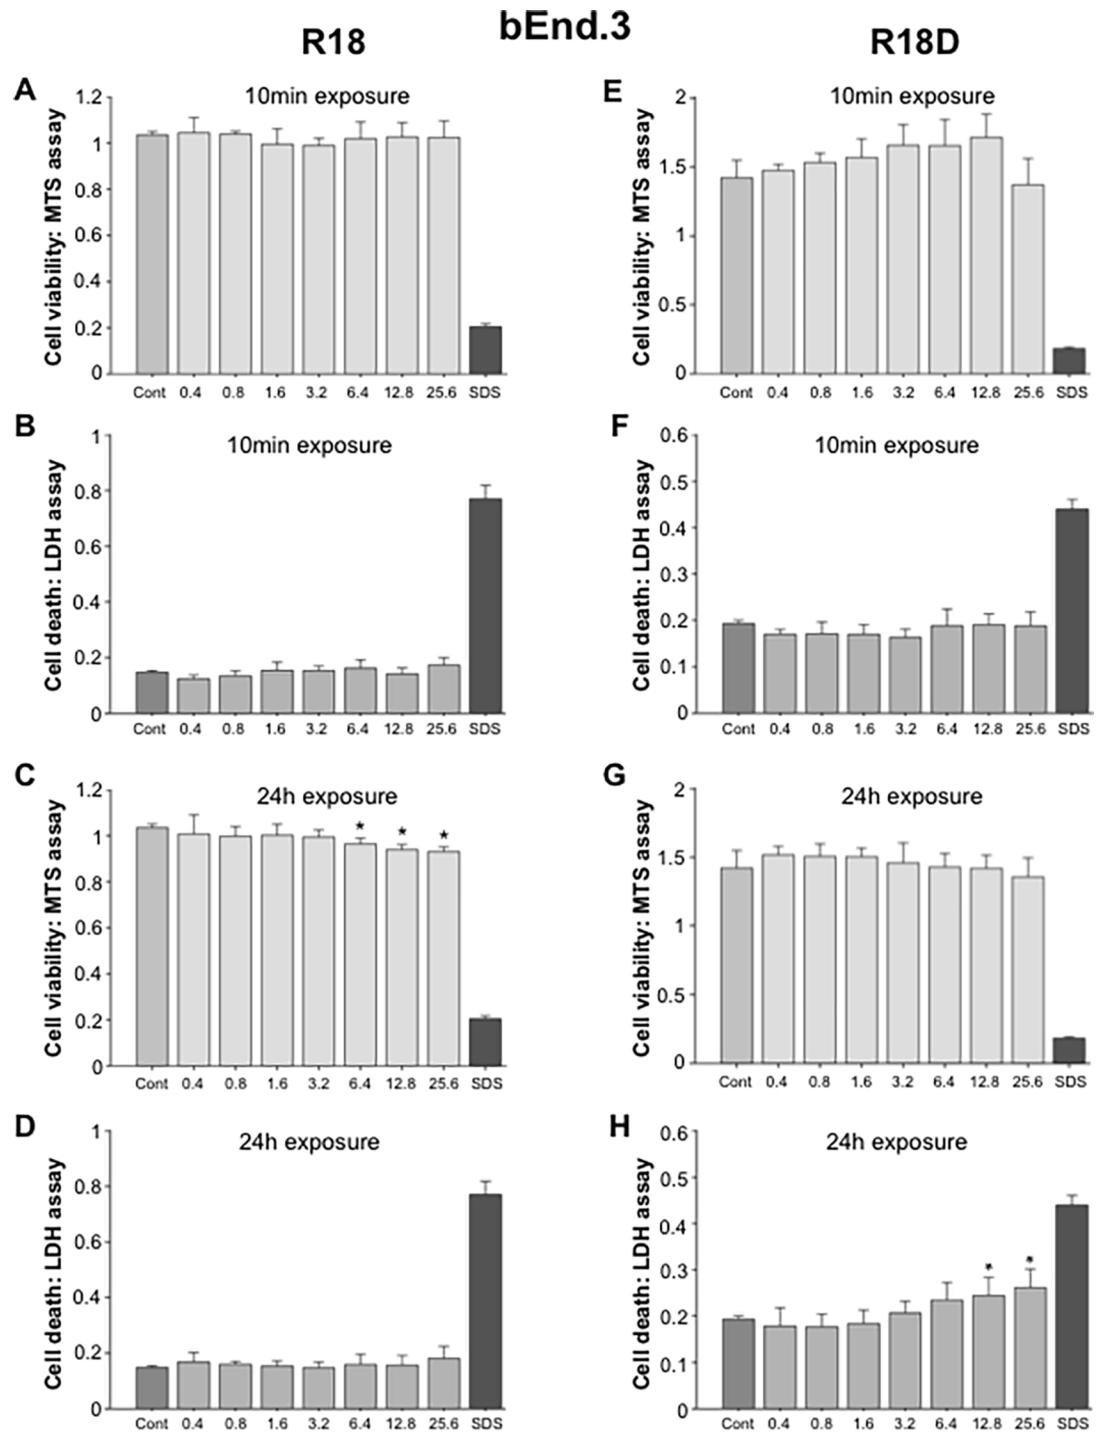 bEnd.3
R18
R18D
A
10min exposure
Cell viability: MTS assay
1.2
1
0.8
0.6
0.4
0.2
0
Cont 0.4 0.8 1.6 3.2 6.4 12.8 25.6 SDS
E
10min exposure
Cell viability: MTS assay
2
1.5
1
0.5
0
Cont 0.4 0.8 1.6 3.2 6.4 12.8 25.6 SDS
B
10min exposure
Cell death: LDH assay
1
0.8
0.6
0.4
0.2
0
Cont 0.4 0.8 1.6 3.2 6.4 12.8 25.6 SDS
F
10min exposure
Cell death: LDH assay
0.6
0.5
0.4
0.3
0.2
0.1
0
Cont 0.4 0.8 1.6 3.2 6.4 12.8 25.6 SDS
C
24h exposure
Cell viability: MTS assay
1.2
1
0.8
0.6
0.4
0.2
0
★ ★ ★
Cont 0.4 0.8 1.6 3.2 6.4 12.8 25.6 SDS
G
24h exposure
Cell viability: MTS assay
2
1.5
1
0.5
0
Cont 0.4 0.8 1.6 3.2 6.4 12.8 25.6 SDS
D
24h exposure
Cell death: LDH assay
1
0.8
0.6
0.4
0.2
0
Cont 0.4 0.8 1.6 3.2 6.4 12.8 25.6 SDS
H
24h exposure
Cell death: LDH assay
0.6
0.5
0.4
0.3
0.2
0.1
0
* *
Cont 0.4 0.8 1.6 3.2 6.4 12.8 25.6 SDS